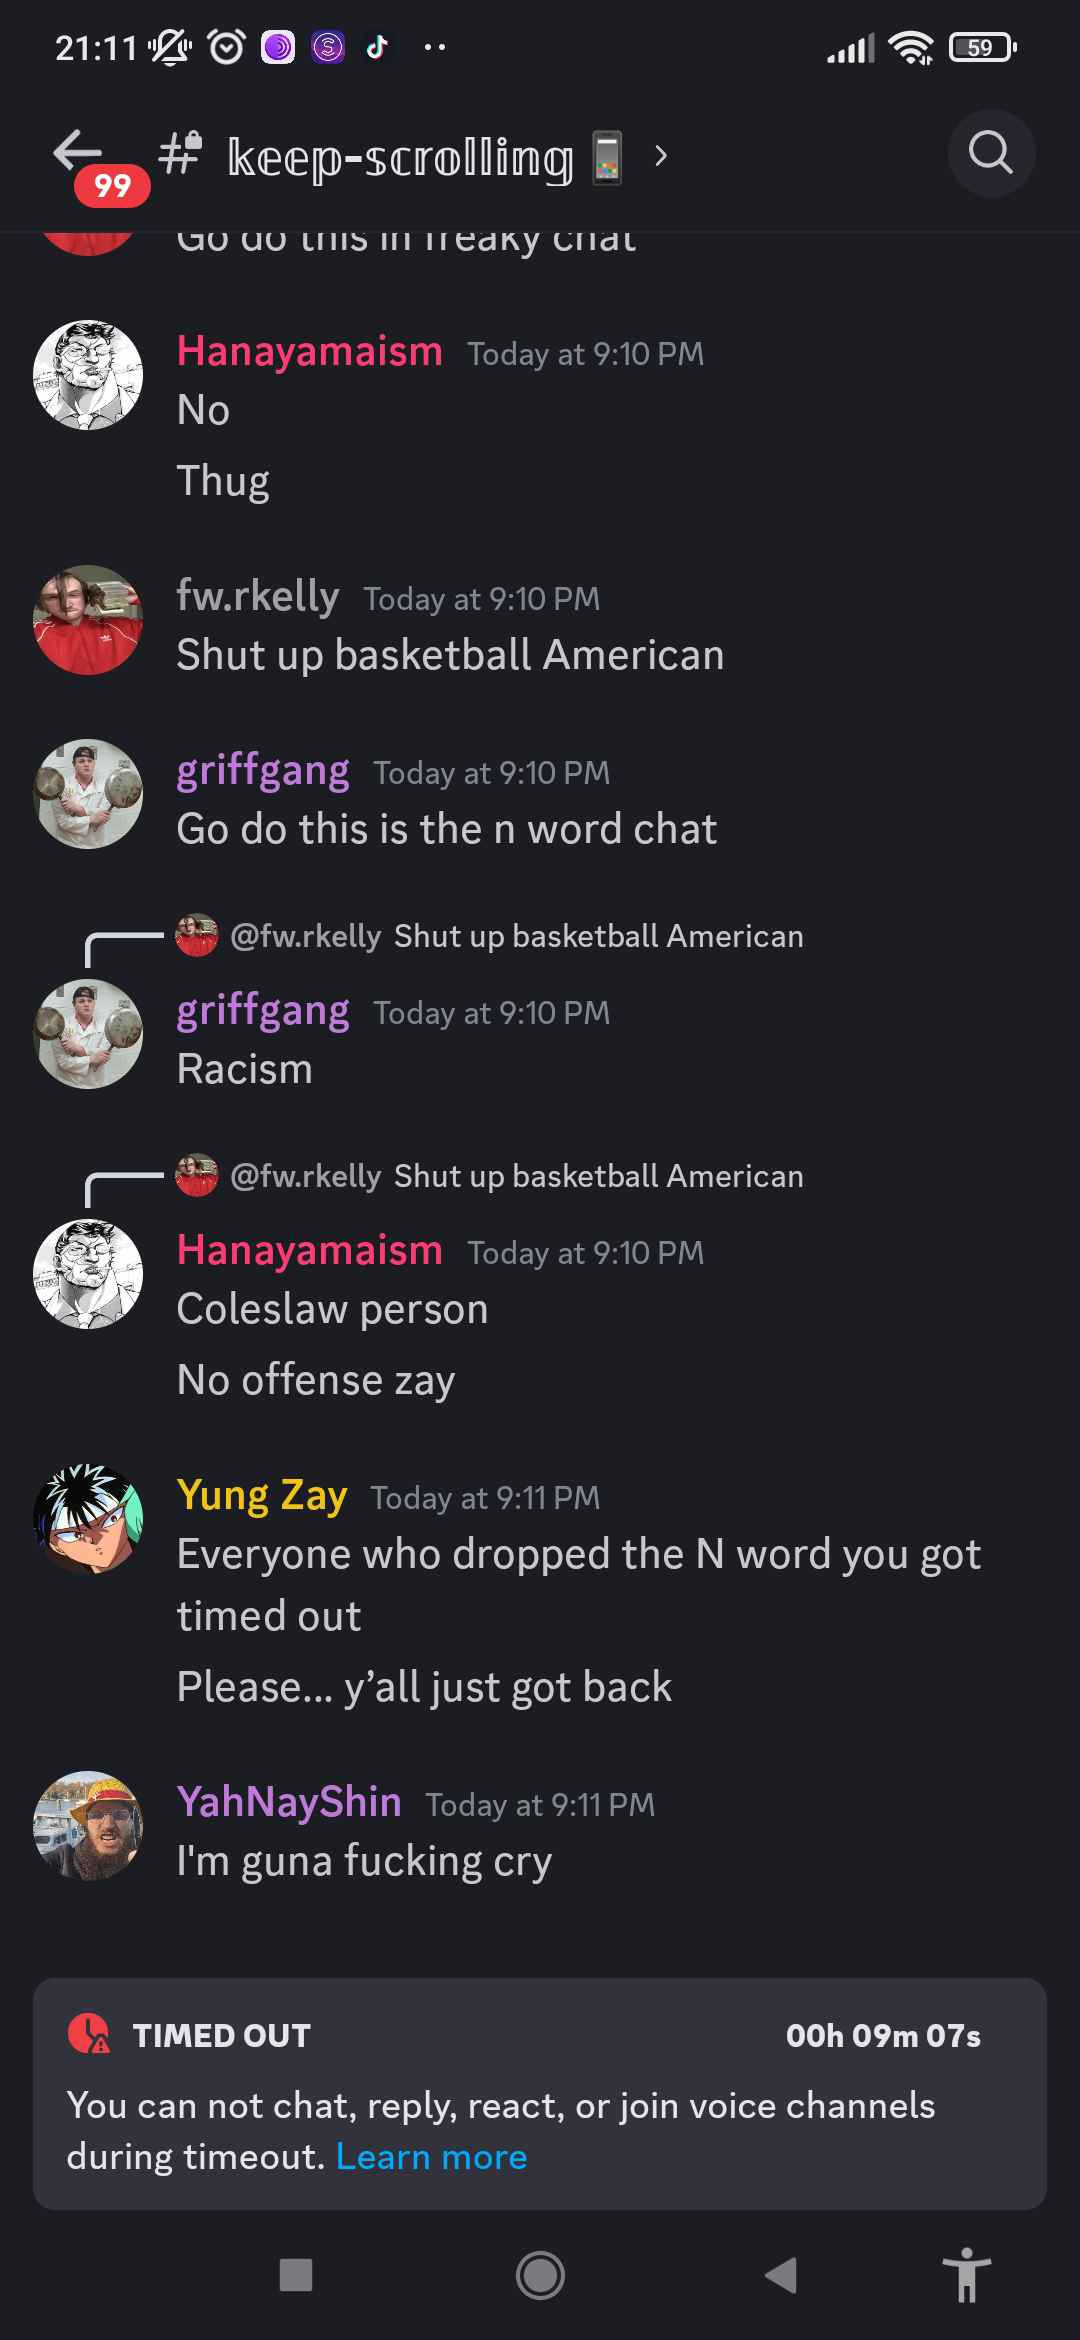 21:11
59
99
# keep-scrolling
Go do this in freaky chat
Hanayamaism Today at 9:10 PM
No
Thug
fw.rkelly Today at 9:10 PM
Shut up basketball American
griffgang Today at 9:10 PM
Go do this is the n word chat
@fw.rkelly Shut up basketball American
griffgang Today at 9:10 PM
Racism
@fw.rkelly Shut up basketball American
Hanayamaism Today at 9:10 PM
Coleslaw person
No offense zay
Yung Zay Today at 9:11 PM
Everyone who dropped the N word you got
timed out
Please... y’all just got back
YahNayShin Today at 9:11 PM
I'm guna fucking cry
TIMED OUT 00h 09m 07s
You can not chat, reply, react, or join voice channels
during timeout. Learn more